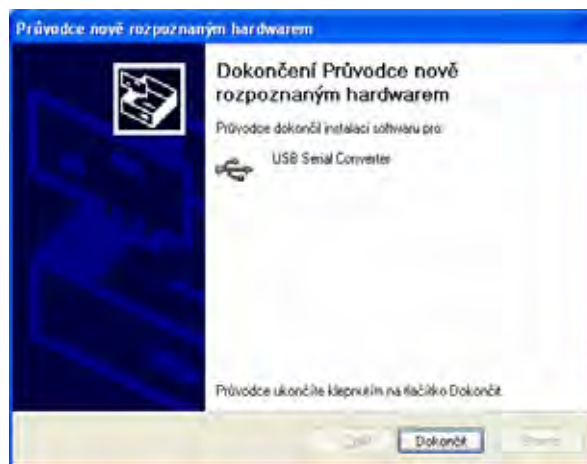 Průvodce nově rozpoznaným hardwarem
Dokončení Průvodce nově
rozpoznaným hardwarem
Průvodce dokončil instalaci softwaru pro:
USB Serial Converter
Průvodce ukončíte klepnutím na tlačítko Dokončit.
Dokončit